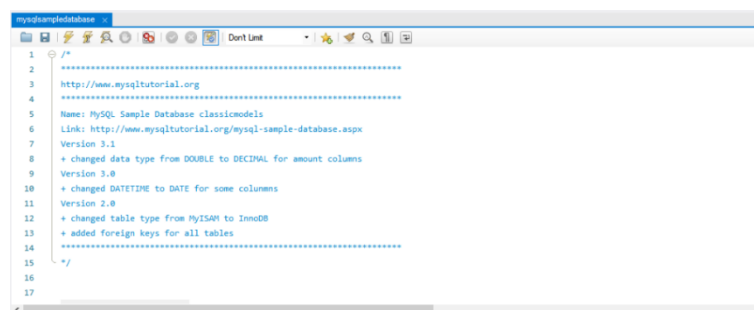 mysqlsampledatabase ×
Don't Limit
1 /*
2 **********************************************************************
3 http://www.mysqltutorial.org
4 **********************************************************************
5 Name: MySQL Sample Database classicmodels
6 Link: http://www.mysqltutorial.org/mysql-sample-database.aspx
7 Version 3.1
8 + changed data type from DOUBLE to DECIMAL for amount columns
9 Version 3.0
10 + changed DATETIME to DATE for some colunmns
11 Version 2.0
12 + changed table type from MyISAM to InnoDB
13 + added foreign keys for all tables
14 **********************************************************************
15 */
16
17